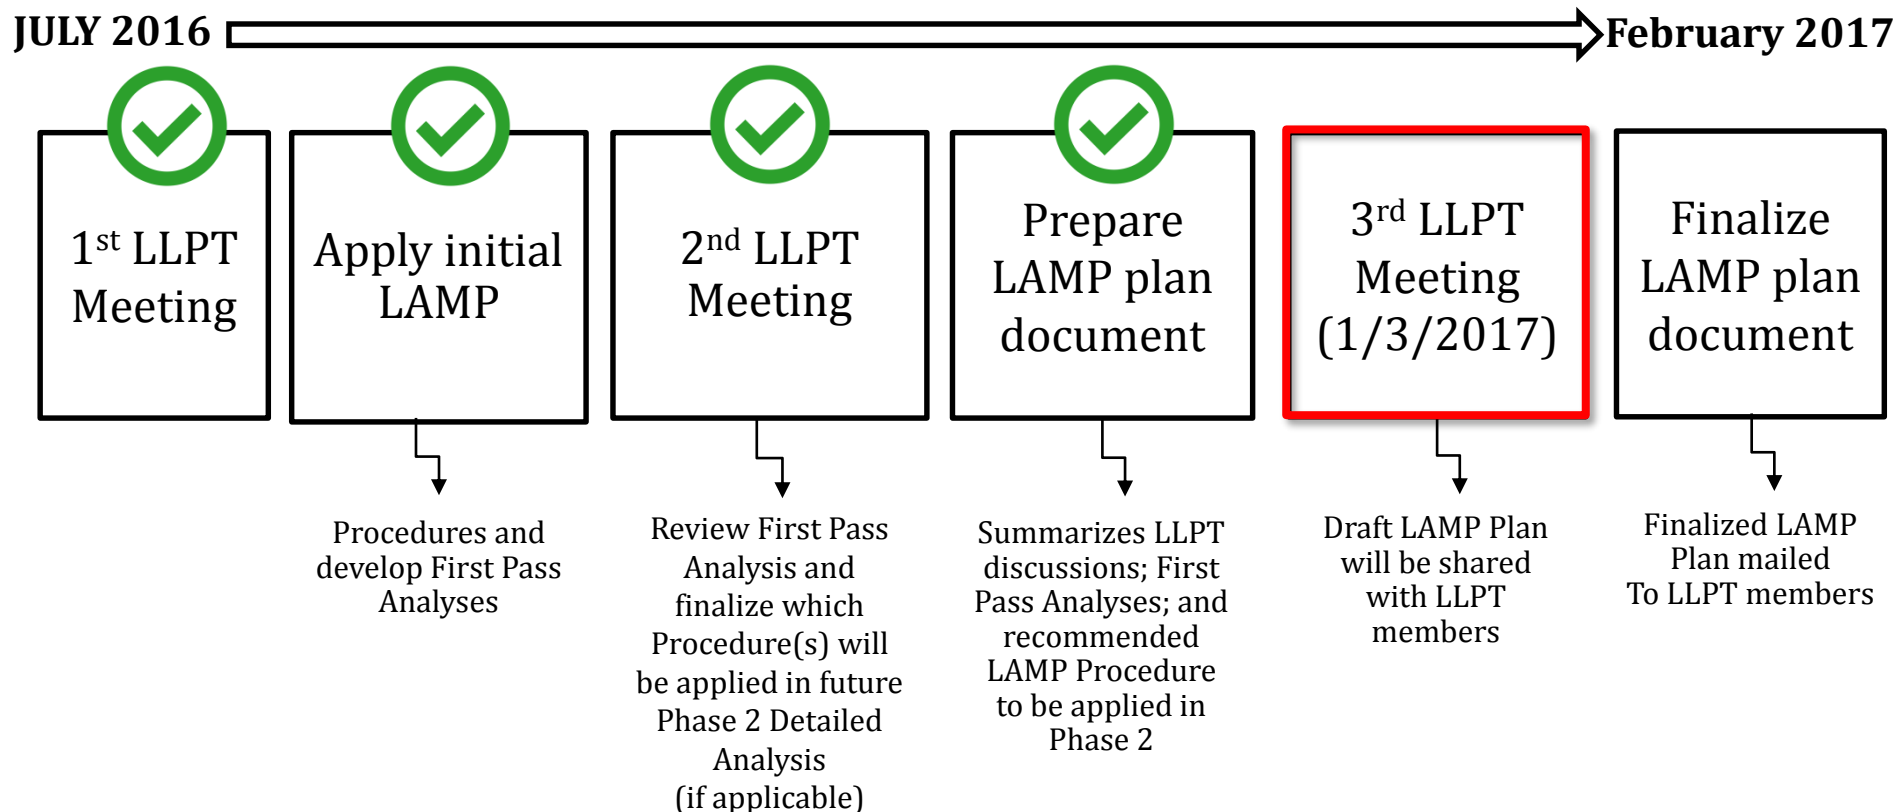 JULY 2016
February 2017
1st LLPT
Meeting
Apply initial
LAMP
2nd LLPT
Meeting
Prepare
LAMP plan
document
3rd LLPT
Meeting
(1/3/2017)
Finalize
LAMP plan
document
Procedures and
develop First Pass
Analyses
Review First Pass
Analysis and
finalize which
Procedure(s) will
be applied in future
Phase 2 Detailed
Analysis
(if applicable)
Summarizes LLPT
discussions; First
Pass Analyses; and
recommended
LAMP Procedure
to be applied in
Phase 2
Draft LAMP Plan
will be shared
with LLPT
members
Finalized LAMP
Plan mailed
To LLPT members